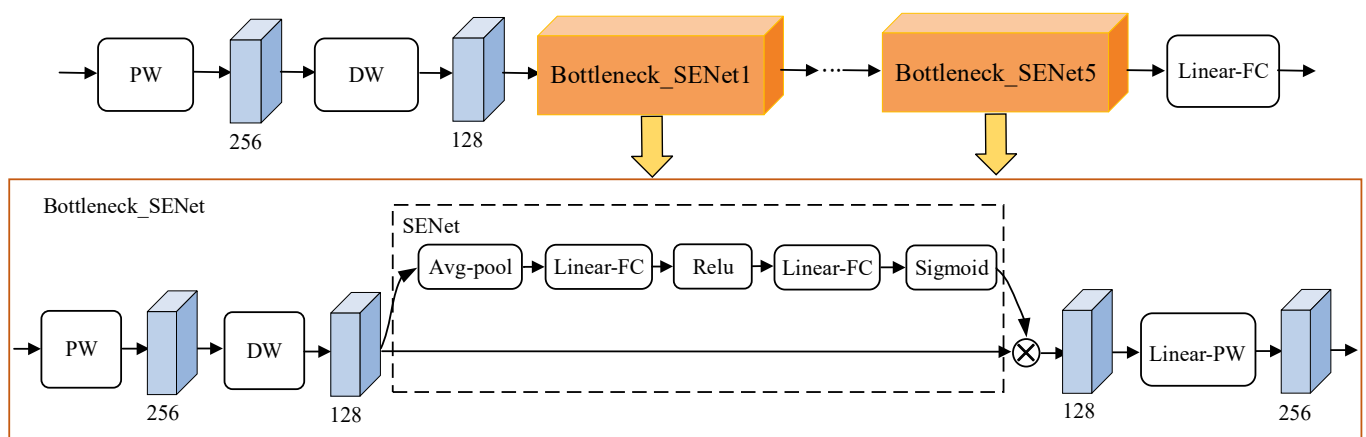 PW
256
DW
128
Bottleneck_SENet1
...
Bottleneck_SENet5
Linear-FC
Bottleneck_SENet
SENet
Avg-pool
Linear-FC
Relu
Linear-FC
Sigmoid
PW
256
DW
128
128
Linear-PW
256